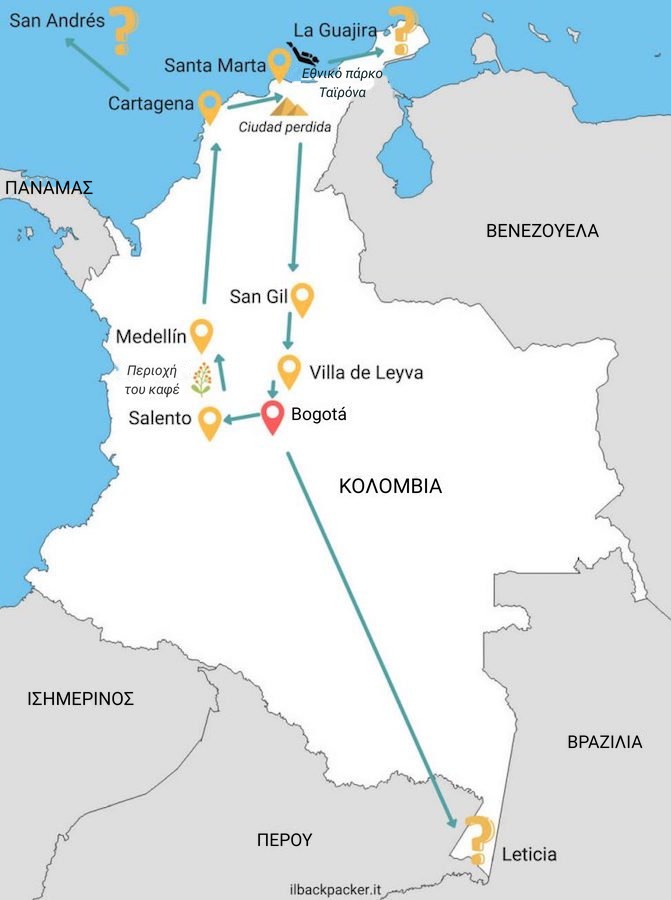 San Andrés
La Guajira
Santa Marta
Εθνικό πάρκο
Ταϊρόνα
Cartagena
Ciudad perdida
ΠΑΝΑΜΑΣ
ΒΕΝΕΖΟΥΕΛΑ
San Gil
Medellín
Περιοχή
του καφέ
Villa de Leyva
Salento
Bogotá
ΚΟΛΟΜΒΙΑ
ΙΣΗΜΕΡΙΝΟΣ
ΒΡΑΖΙΛΙΑ
ΠΕΡΟΥ
Leticia
ilbackpacker.it